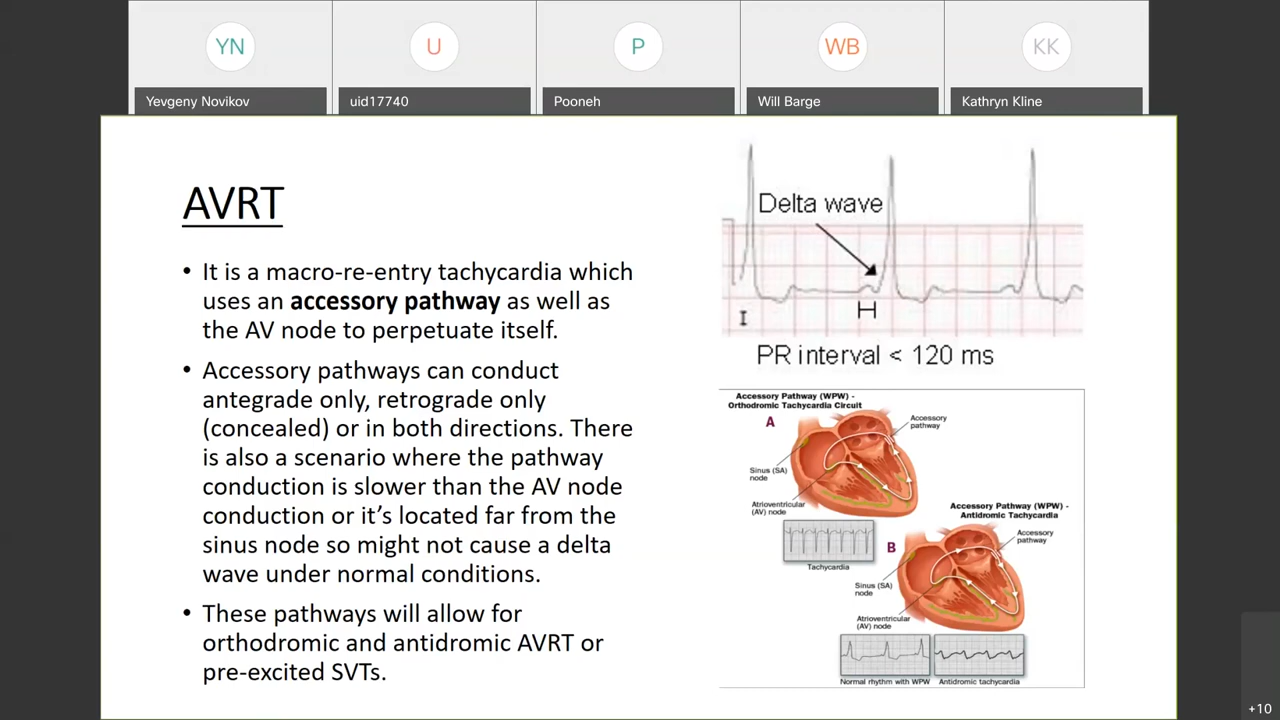 YN
U
P
WB
KK
Yevgeny Novikov
uid17740
Pooneh
Will Barge
Kathryn Kline
AVRT
• It is a macro-re-entry tachycardia which
uses an accessory pathway as well as
the AV node to perpetuate itself.
• Accessory pathways can conduct
antegrade only, retrograde only
(concealed) or in both directions. There
is also a scenario where the pathway
conduction is slower than the AV node
conduction or it's located far from the
sinus node so might not cause a delta
wave under normal conditions.
• These pathways will allow for
orthodromic and antidromic AVRT or
pre-excited SVTs.
Delta wave
I
PR interval < 120 ms
Accessory Pathway (WPW) -
Orthodromic Tachycardia Circuit
A
Accessory
pathway
Sinus (SA)
node
Atrioventricular
(AV) node
Tachycardia
Accessory Pathway (WPW) -
Antidromic Tachycardia
B
Accessory
pathway
Sinus (SA)
node
Atrioventricular
(AV) node
Normal rhythm with WPW
Antidromic tachycardia
+10